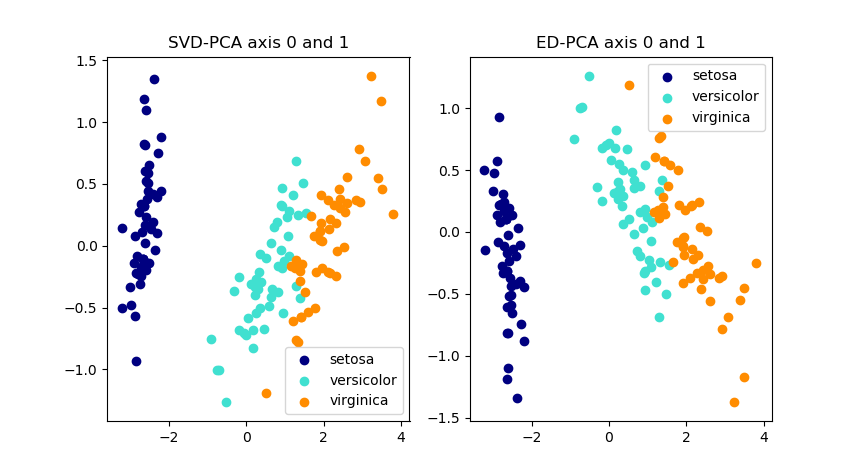 SVD-PCA axis 0 and 1
1.5
1.0
0.5
0.0
−0.5
−1.0
−2
0
2
4
setosa
versicolor
virginica
ED-PCA axis 0 and 1
1.0
0.5
0.0
−0.5
−1.0
−1.5
−2
0
2
4
setosa
versicolor
virginica